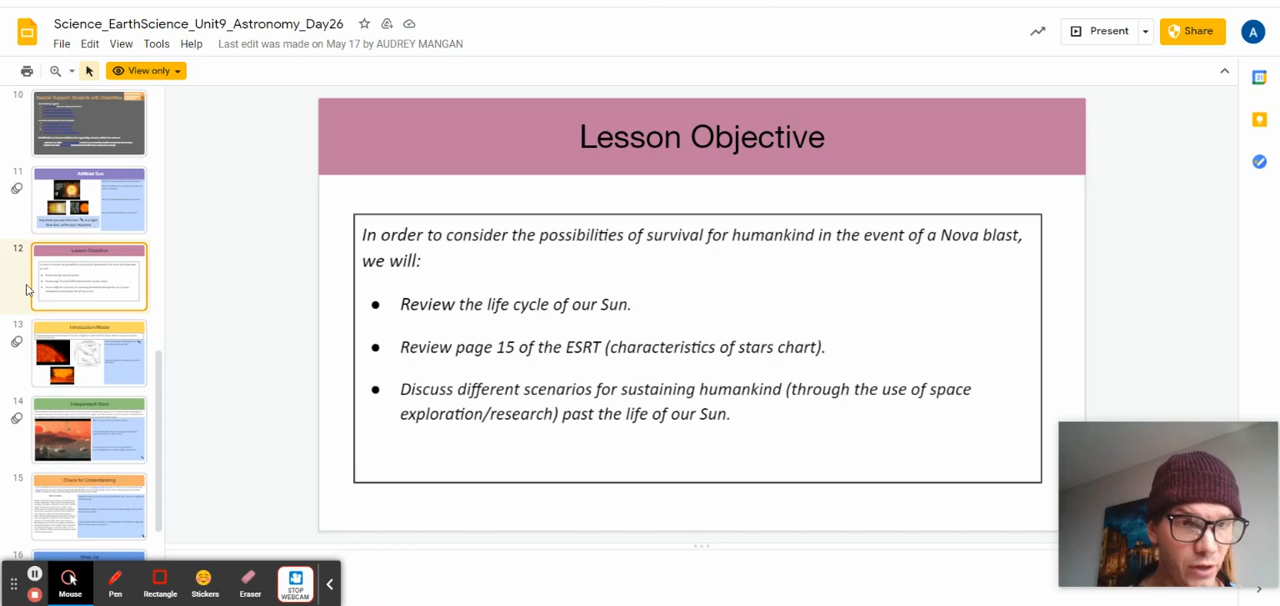 Science_EarthScience_Unit9_Astronomy_Day26
File Edit View Tools Help Last edit was made on May 17 by AUDREY MANGAN
Present
Share
A
View only
10
11
Artificial Sun
12
Lesson Objective
13
Introduction/Model
14
Independent Work
15
Check for Understanding
16
Wrap Up
Lesson Objective
In order to consider the possibilities of survival for humankind in the event of a Nova blast,
we will:
● Review the life cycle of our Sun.
● Review page 15 of the ESRT (characteristics of stars chart).
● Discuss different scenarios for sustaining humankind (through the use of space
exploration/research) past the life of our Sun.
Mouse Pen Rectangle Stickers Eraser STOP
WEBCAM